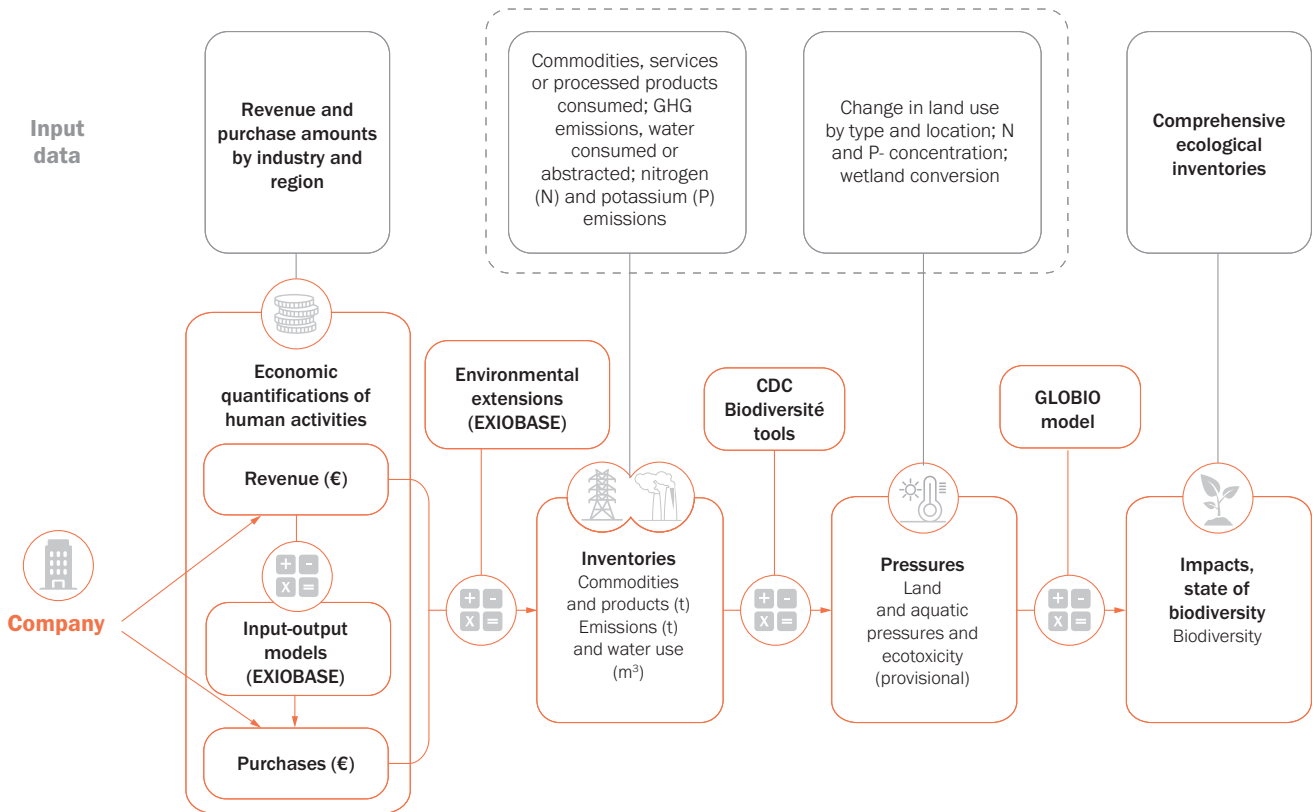 Input
data
Revenue and
purchase amounts
by industry and
region
Commodities, services
or processed products
consumed; GHG
emissions, water
consumed or
abstracted; nitrogen
(N) and potassium (P)
emissions
Change in land use
by type and location; N
and P- concentration;
wetland conversion
Comprehensive
ecological
inventories
Economic
quantifications of
human activities
Revenue (€)
+ -
x =
Input-output
models
(EXIOBASE)
Purchases (€)
Company
Environmental
extensions
(EXIOBASE)
+ -
x =
Inventories
Commodities
and products (t)
Emissions (t)
and water use
(m³)
CDC
Biodiversité
tools
+ -
x =
Pressures
Land
and aquatic
pressures and
ecotoxicity
(provisional)
GLOBIO
model
+ -
x =
Impacts,
state of
biodiversity
Biodiversity